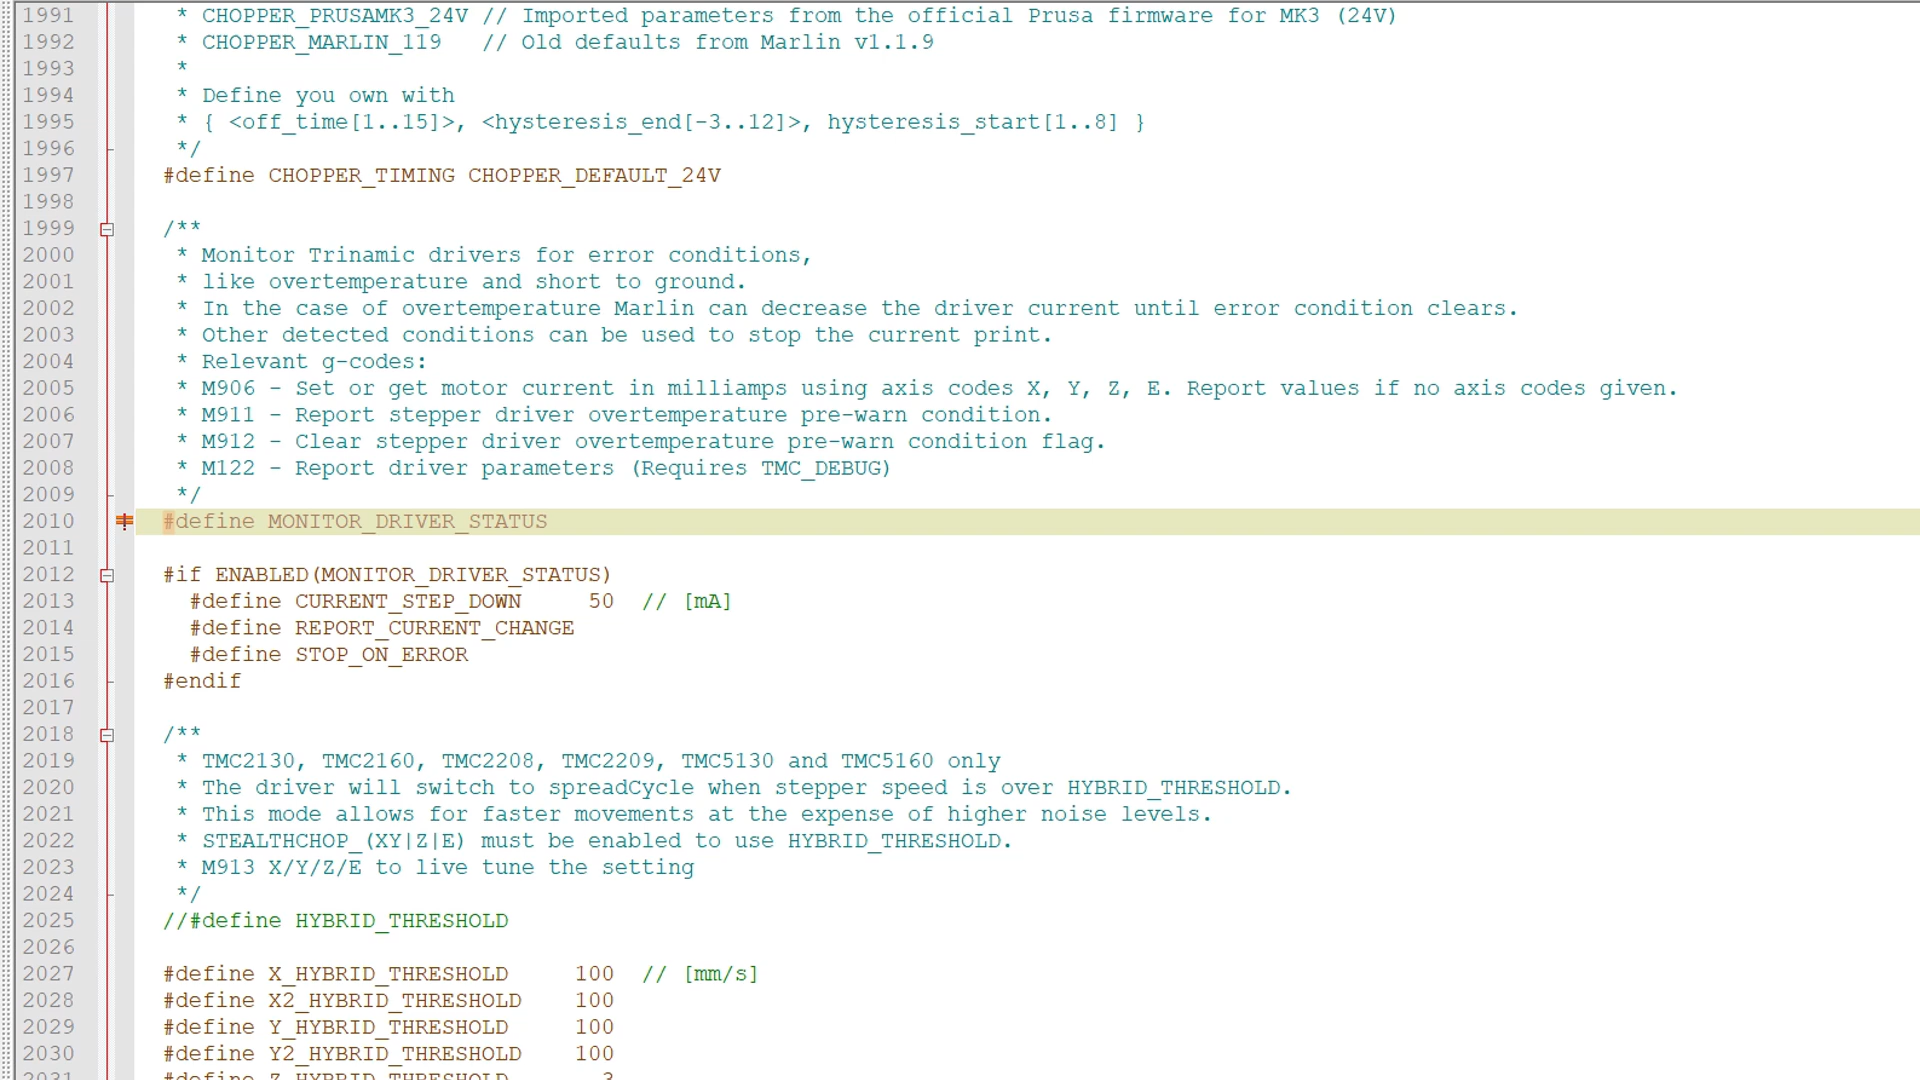 1991 * CHOPPER_PRUSAMK3_24V // Imported parameters from the official Prusa firmware for MK3 (24V)
1992 * CHOPPER_MARLIN_119 // Old defaults from Marlin v1.1.9
1993 *
1994 * Define you own with
1995 * { <off_time[1..15]>, <hysteresis_end[-3..12]>, hysteresis_start[1..8] }
1996 */
1997 #define CHOPPER_TIMING CHOPPER_DEFAULT_24V
1998
1999 /**
2000 * Monitor Trinamic drivers for error conditions,
2001 * like overtemperature and short to ground.
2002 * In the case of overtemperature Marlin can decrease the driver current until error condition clears.
2003 * Other detected conditions can be used to stop the current print.
2004 * Relevant g-codes:
2005 * M906 - Set or get motor current in milliamps using axis codes X, Y, Z, E. Report values if no axis codes given.
2006 * M911 - Report stepper driver overtemperature pre-warn condition.
2007 * M912 - Clear stepper driver overtemperature pre-warn condition flag.
2008 * M122 - Report driver parameters (Requires TMC_DEBUG)
2009 */
2010 #define MONITOR_DRIVER_STATUS
2011
2012 #if ENABLED(MONITOR_DRIVER_STATUS)
2013 #define CURRENT_STEP_DOWN 50 // [mA]
2014 #define REPORT_CURRENT_CHANGE
2015 #define STOP_ON_ERROR
2016 #endif
2017
2018 /**
2019 * TMC2130, TMC2160, TMC2208, TMC2209, TMC5130 and TMC5160 only
2020 * The driver will switch to spreadCycle when stepper speed is over HYBRID_THRESHOLD.
2021 * This mode allows for faster movements at the expense of higher noise levels.
2022 * STEALTHCHOP_(XY|Z|E) must be enabled to use HYBRID_THRESHOLD.
2023 * M913 X/Y/Z/E to live tune the setting
2024 */
2025 //#define HYBRID_THRESHOLD
2026
2027 #define X_HYBRID_THRESHOLD 100 // [mm/s]
2028 #define X2_HYBRID_THRESHOLD 100
2029 #define Y_HYBRID_THRESHOLD 100
2030 #define Y2_HYBRID_THRESHOLD 100
2031 #define Z_HYBRID_THRESHOLD 3